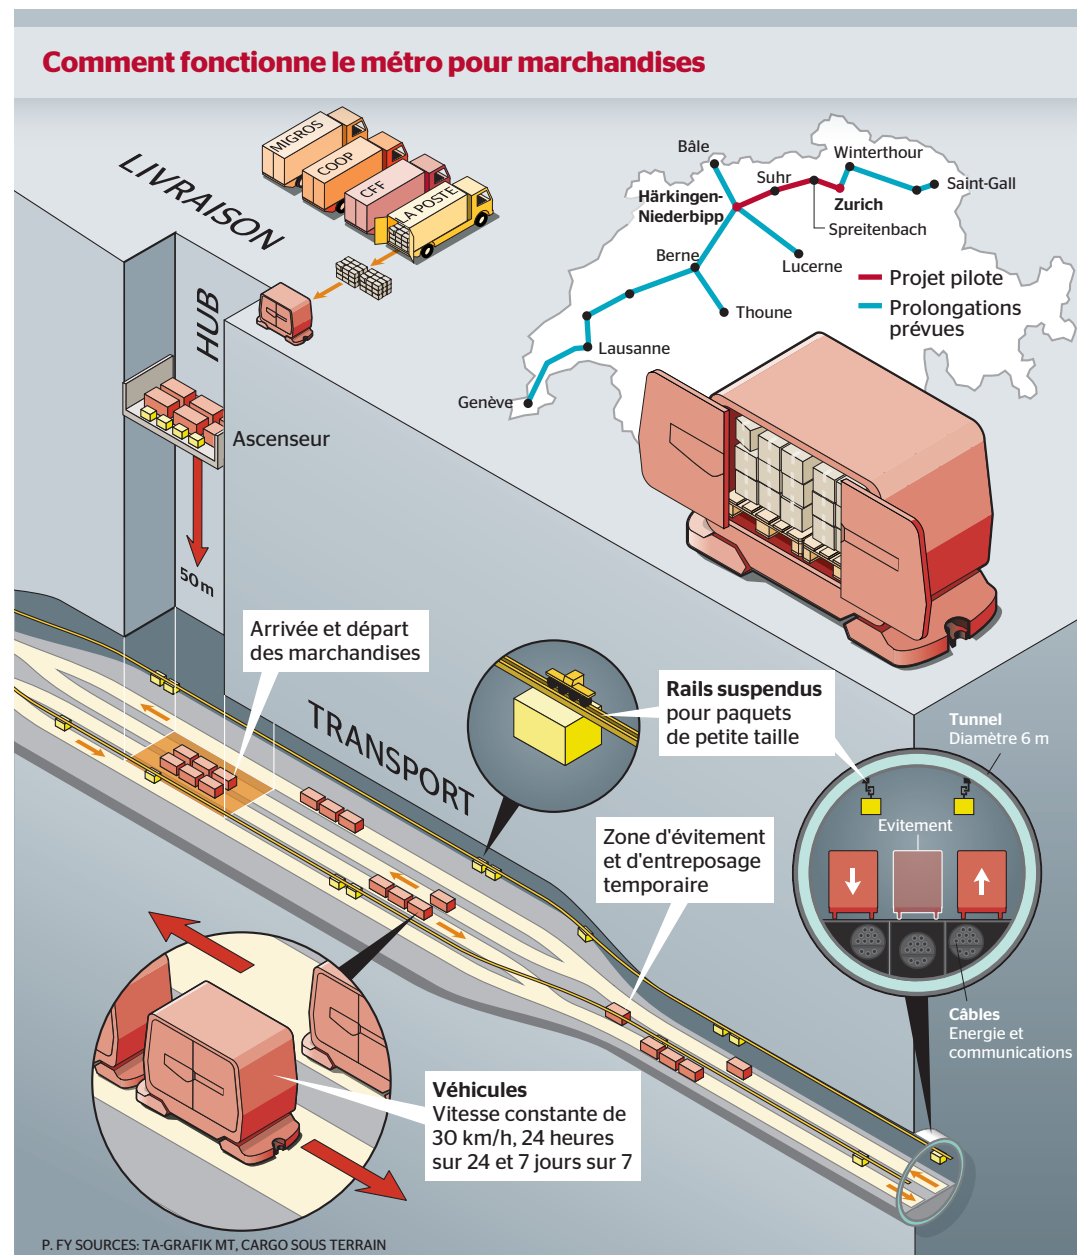 Comment fonctionne le métro pour marchandises
LIVRAISON
MIGROS
COOP
CFF
LA POSTE
HUB
Ascenseur
50 m
Bâle
Winterthour
Suhr
Saint-Gall
Härkingen-
Niederbipp
Zurich
Spreitenbach
Berne
Lucerne
Projet pilote
Prolongations
prévues
Thoune
Lausanne
Genève
Arrivée et départ
des marchandises
TRANSPORT
Rails suspendus
pour paquets
de petite taille
Tunnel
Diamètre 6 m
Evitement
Zone d'évitement
et d'entreposage
temporaire
Câbles
Energie et
communications
Véhicules
Vitesse constante de
30 km/h, 24 heures
sur 24 et 7 jours sur 7
P. FY SOURCES: TA-GRAFIK MT, CARGO SOUS TERRAIN